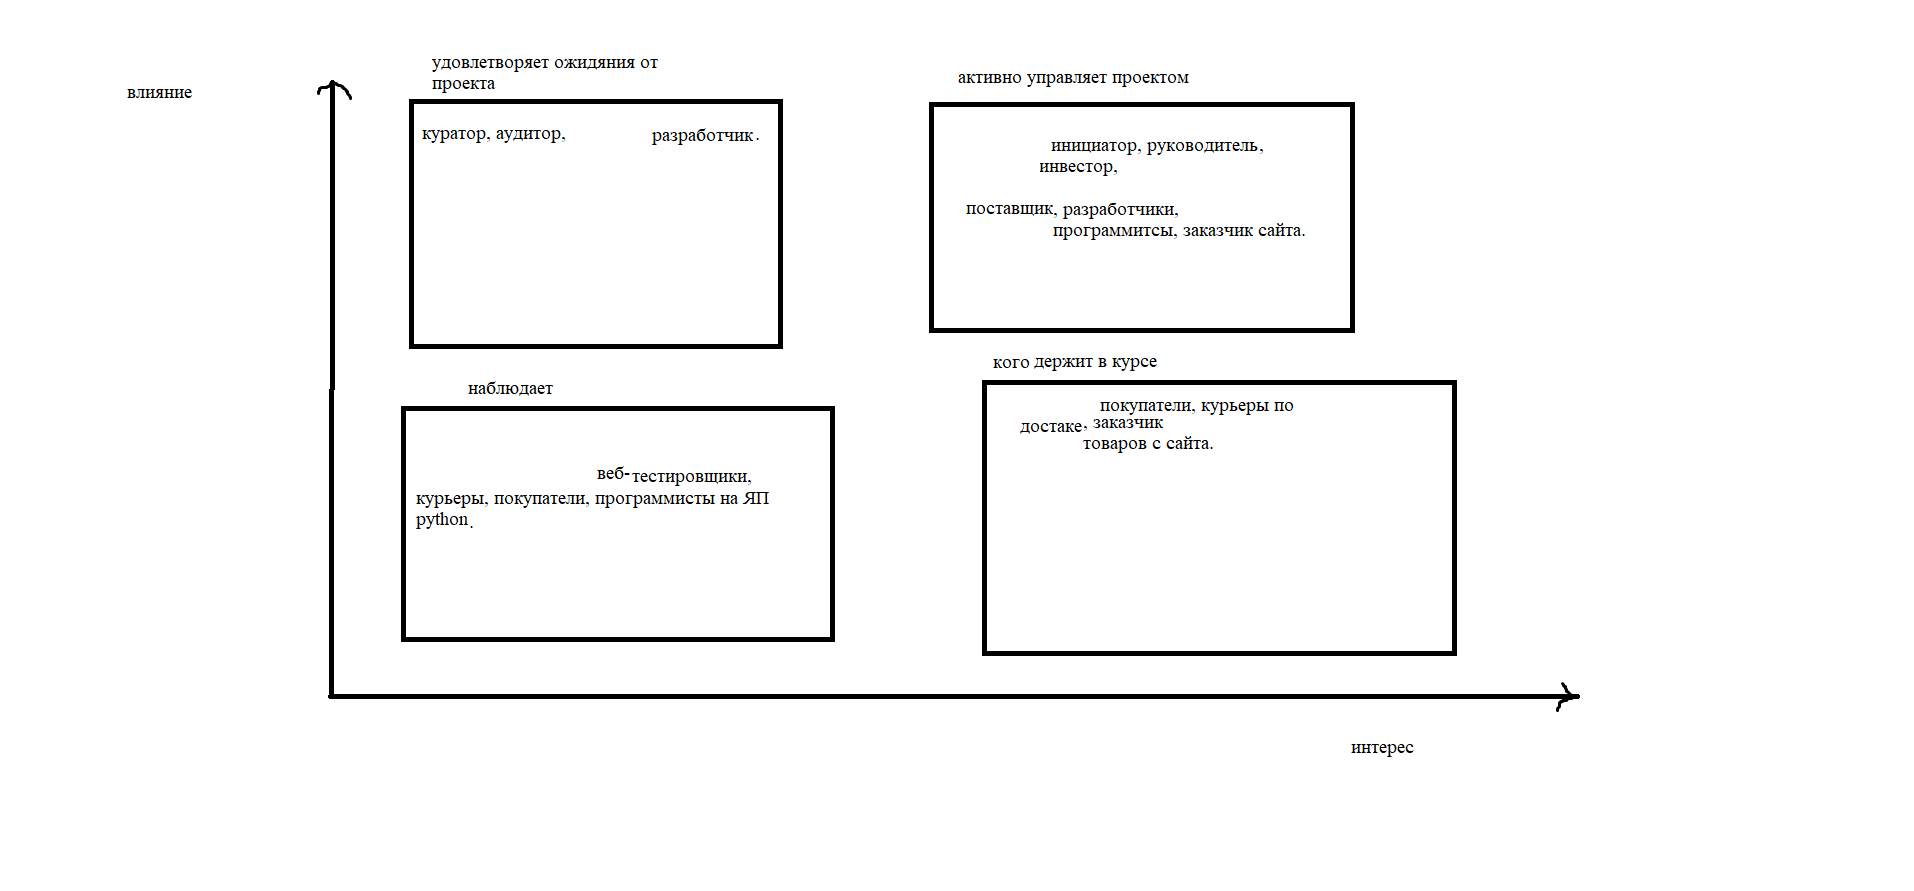 влияние
удовлетворяет ожидяния от
проекта
куратор, аудитор, разработчик.
активно управляет проектом
инициатор, руководитель,
инвестор,
поставщик, разработчики,
программитсы, заказчик сайта.
наблюдает
веб-тестировщики,
курьеры, покупатели, программисты на ЯП
python.
кого держит в курсе
покупатели, курьеры по
достаке, заказчик
товаров с сайта.
интерес